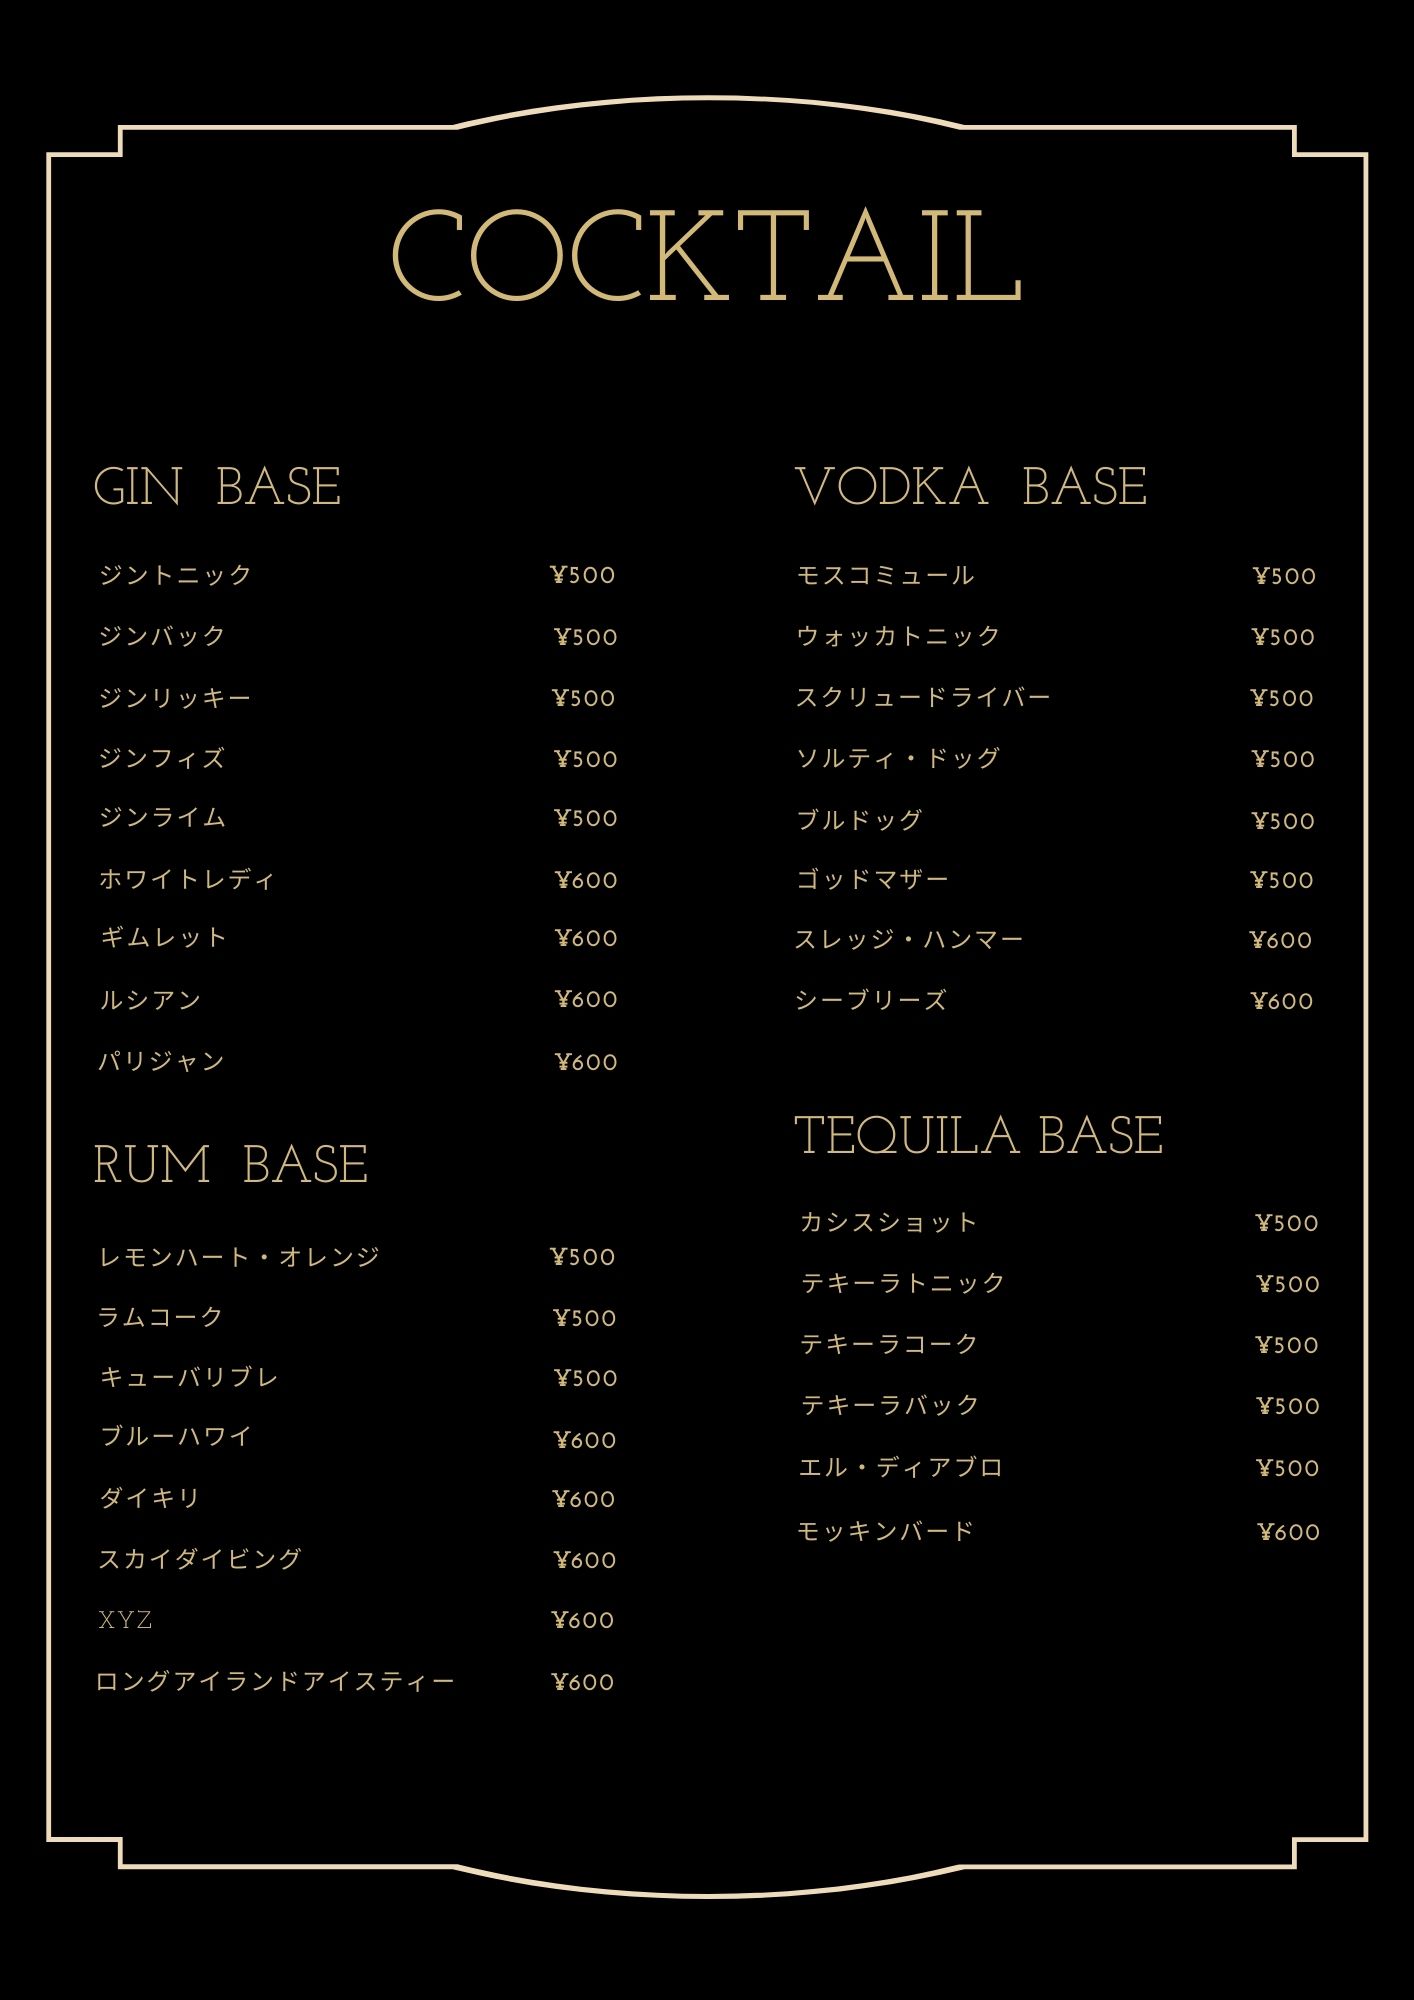 COCKTAIL
GIN BASE
ジントニック ¥500
ジンバック ¥500
ジンリッキー ¥500
ジンフィズ ¥500
ジンライム ¥500
ホワイトレディ ¥600
ギムレット ¥600
ルシアン ¥600
パリジャン ¥600
RUM BASE
レモンハート・オレンジ ¥500
ラムコーク ¥500
キューバリブレ ¥500
ブルーハワイ ¥600
ダイキリ ¥600
スカイダイビング ¥600
XYZ ¥600
ロングアイランドアイスティー ¥600
VODKA BASE
モスコミュール ¥500
ウォッカトニック ¥500
スクリュードライバー ¥500
ソルティ・ドッグ ¥500
ブルドッグ ¥500
ゴッドマザー ¥500
スレッジ・ハンマー ¥600
シーブリーズ ¥600
TEQUILA BASE
カシスショット ¥500
テキーラトニック ¥500
テキーラコーク ¥500
テキーラバック ¥500
エル・ディアブロ ¥500
モッキンバード ¥600